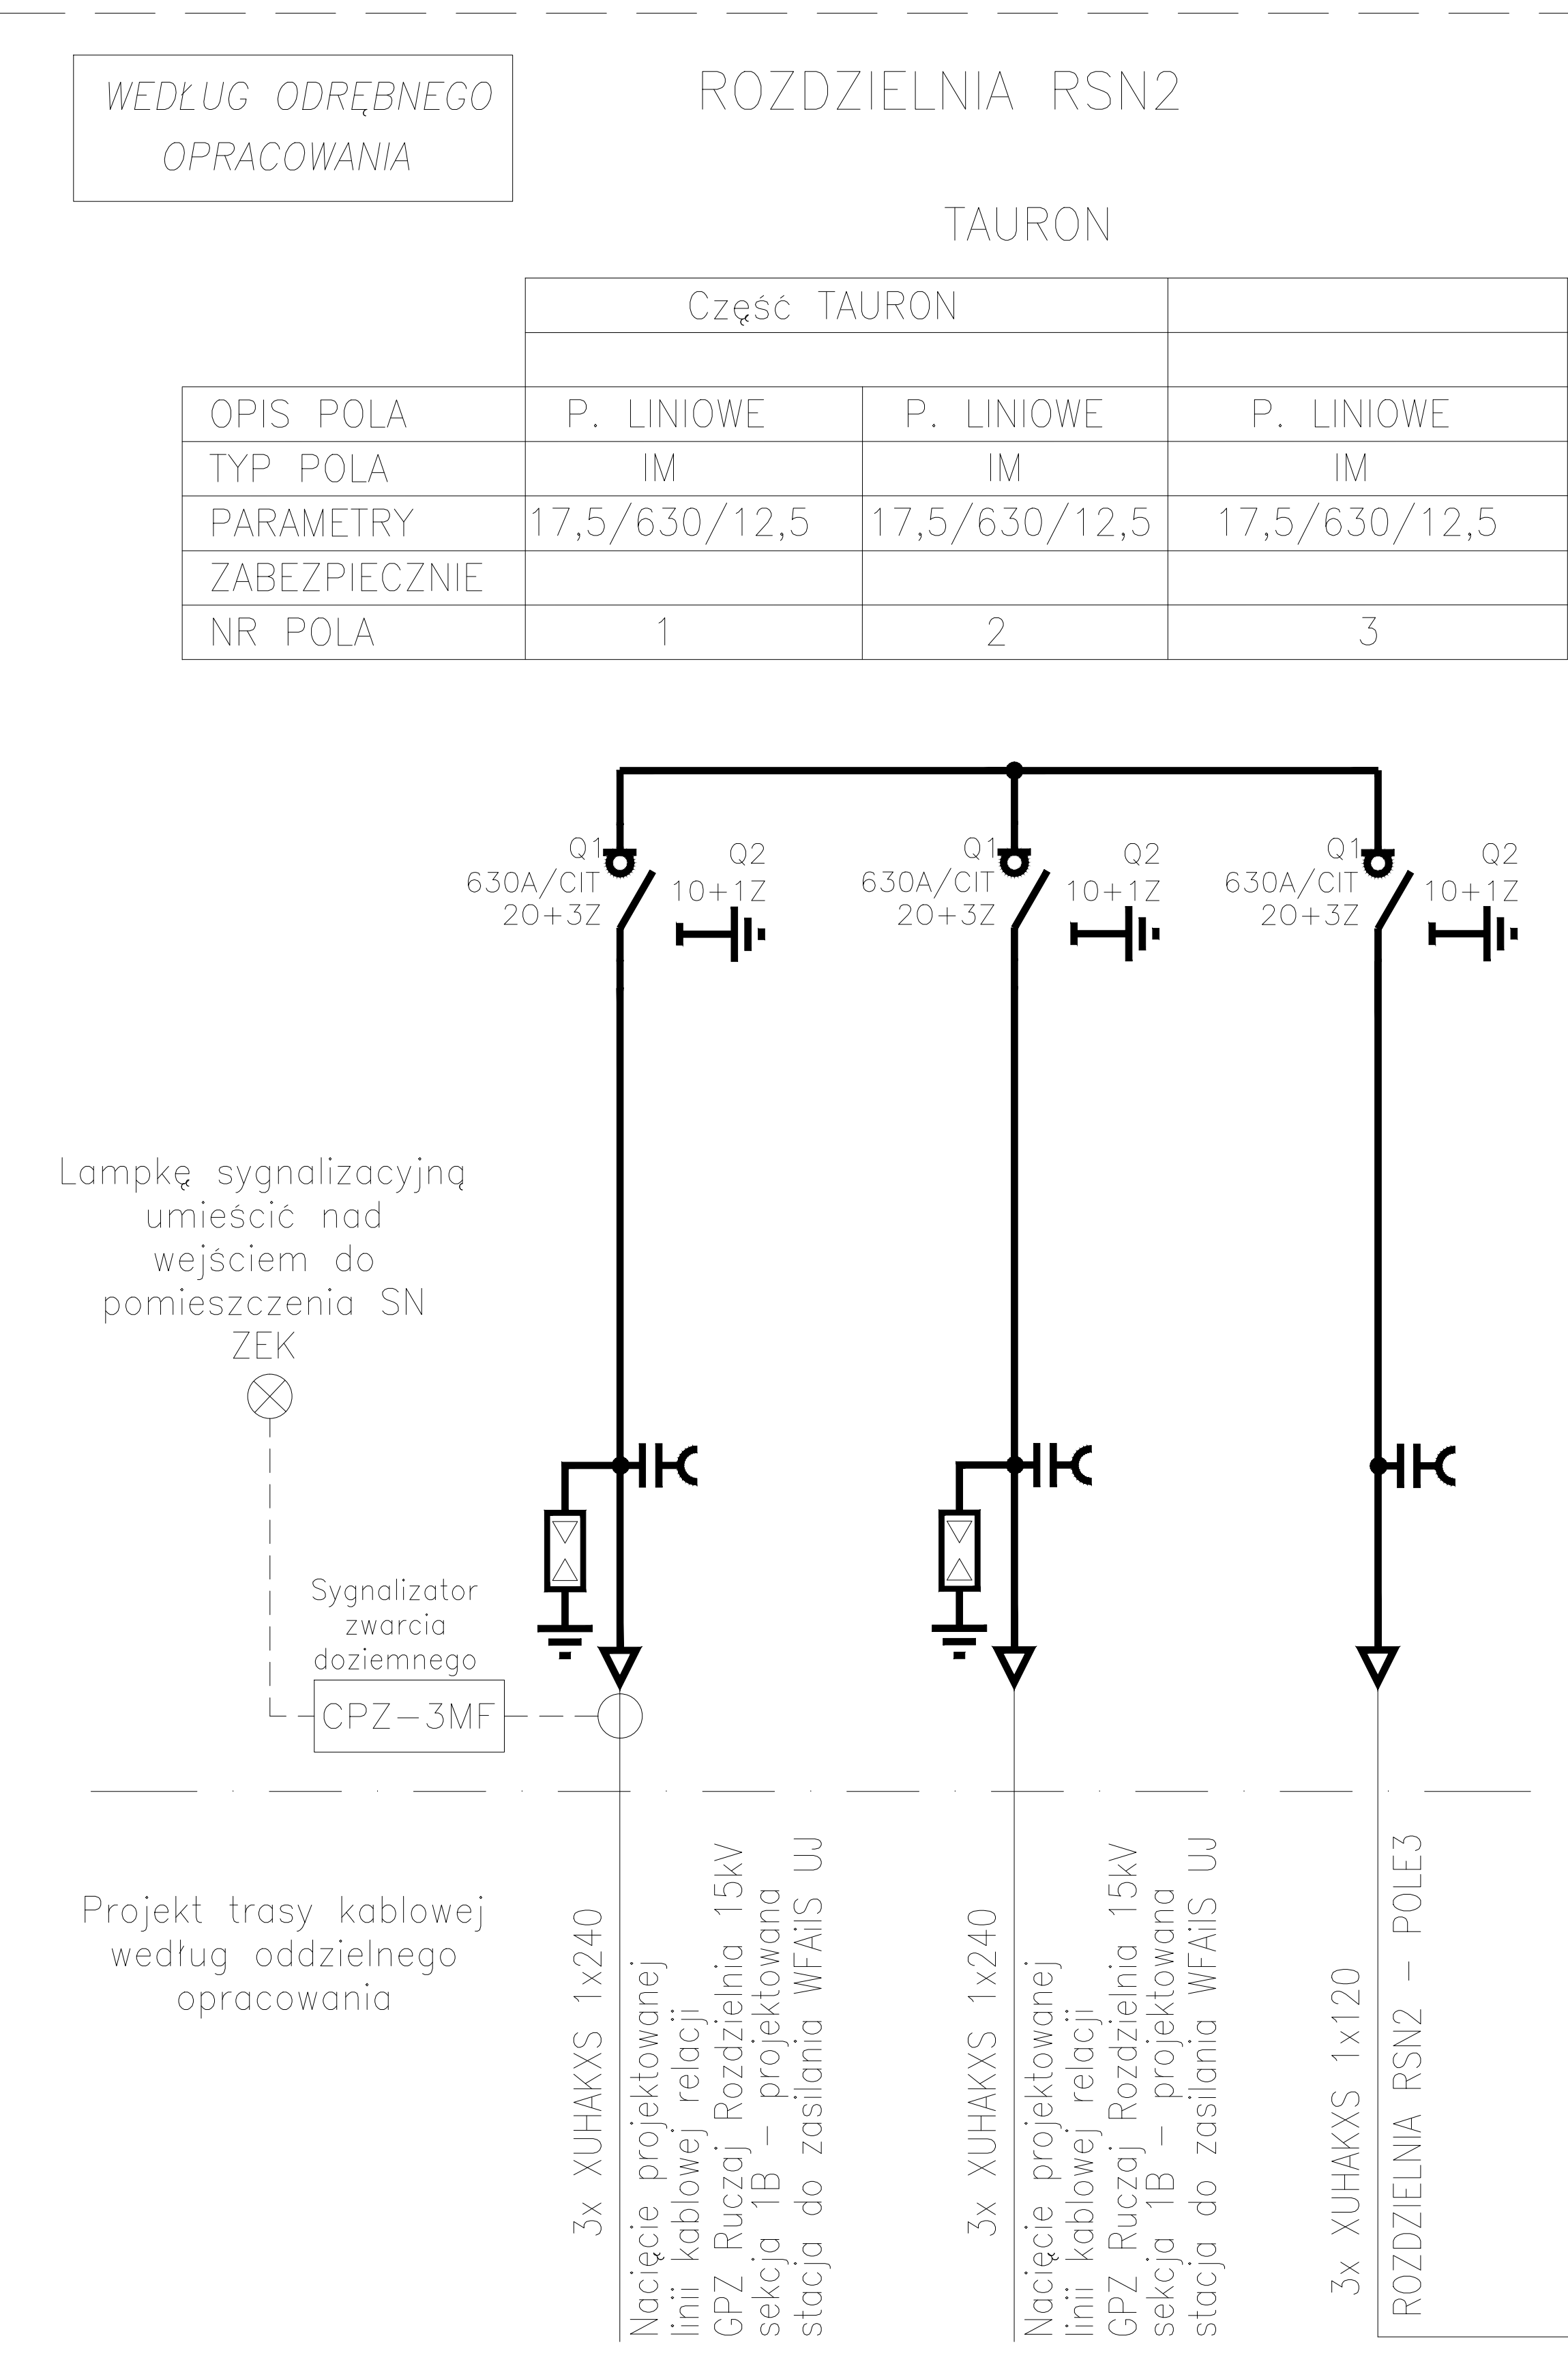 WEDŁUG ODRĘBNEGO
OPRACOWANIA
ROZDZIELNIA RSN2
TAURON
Część TAURON
OPIS POLA P. LINIOWE P. LINIOWE P. LINIOWE
TYP POLA IM IM IM
PARAMETRY 17,5/630/12,5 17,5/630/12,5 17,5/630/12,5
ZABEZPIECZNIE
NR POLA 1 2 3
Q1
630A/CIT
2O+3Z
Q2
1O+1Z
Q1
630A/CIT
2O+3Z
Q2
1O+1Z
Q1
630A/CIT
2O+3Z
Q2
1O+1Z
Lampkę sygnalizacyjną
umieścić nad
wejściem do
pomieszczenia SN
ZEK
Sygnalizator
zwarcia
doziemnego
CPZ-3MF
Projekt trasy kablowej
według oddzielnego
opracowania
3x XUHAKXS 1x240
Nacięcie projektowanej
linii kablowej relacji
GPZ Ruczaj Rozdzielnia 15kV
sekcja 1B - projektowana
stacja do zasilania WFAiIS UJ
3x XUHAKXS 1x240
Nacięcie projektowanej
linii kablowej relacji
GPZ Ruczaj Rozdzielnia 15kV
sekcja 1B - projektowana
stacja do zasilania WFAiIS UJ
3x XUHAKXS 1x120
ROZDZIELNIA RSN2 - POLE3